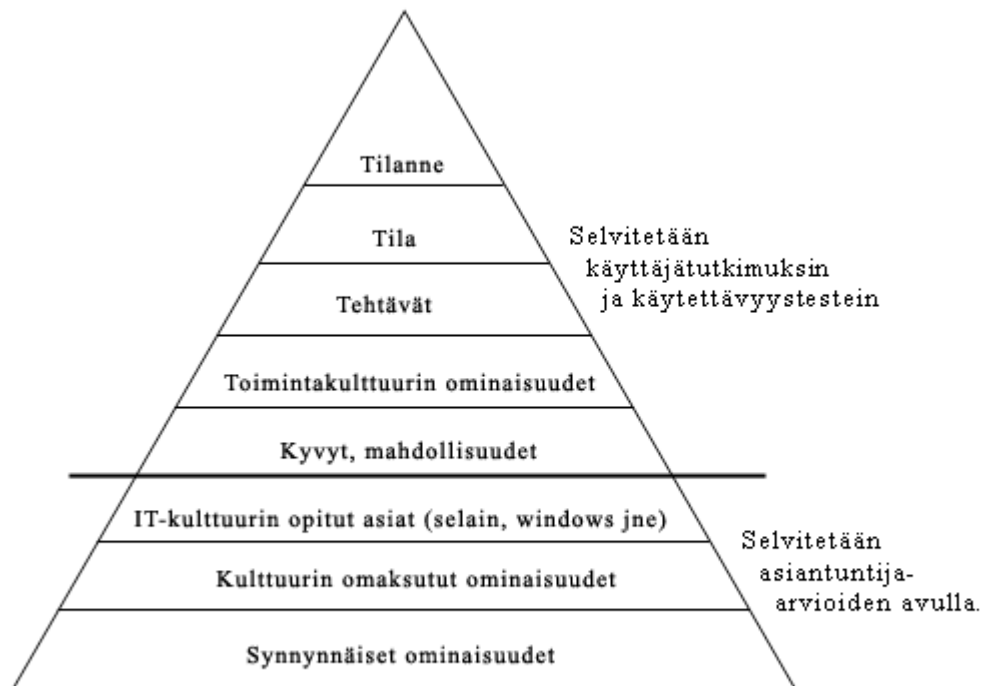 Tilanne
Tila
Tehtävät
Toimintakulttuurin ominaisuudet
Kyvyt, mahdollisuudet
IT-kulttuurin opitut asiat (selain, windows jne)
Kulttuurin omaksutut ominaisuudet
Synnynnäiset ominaisuudet
Selvitetään
käyttäjätutkimuksin
ja käytettävyystestein
Selvitetään
asiantuntija-
arvioiden avulla.